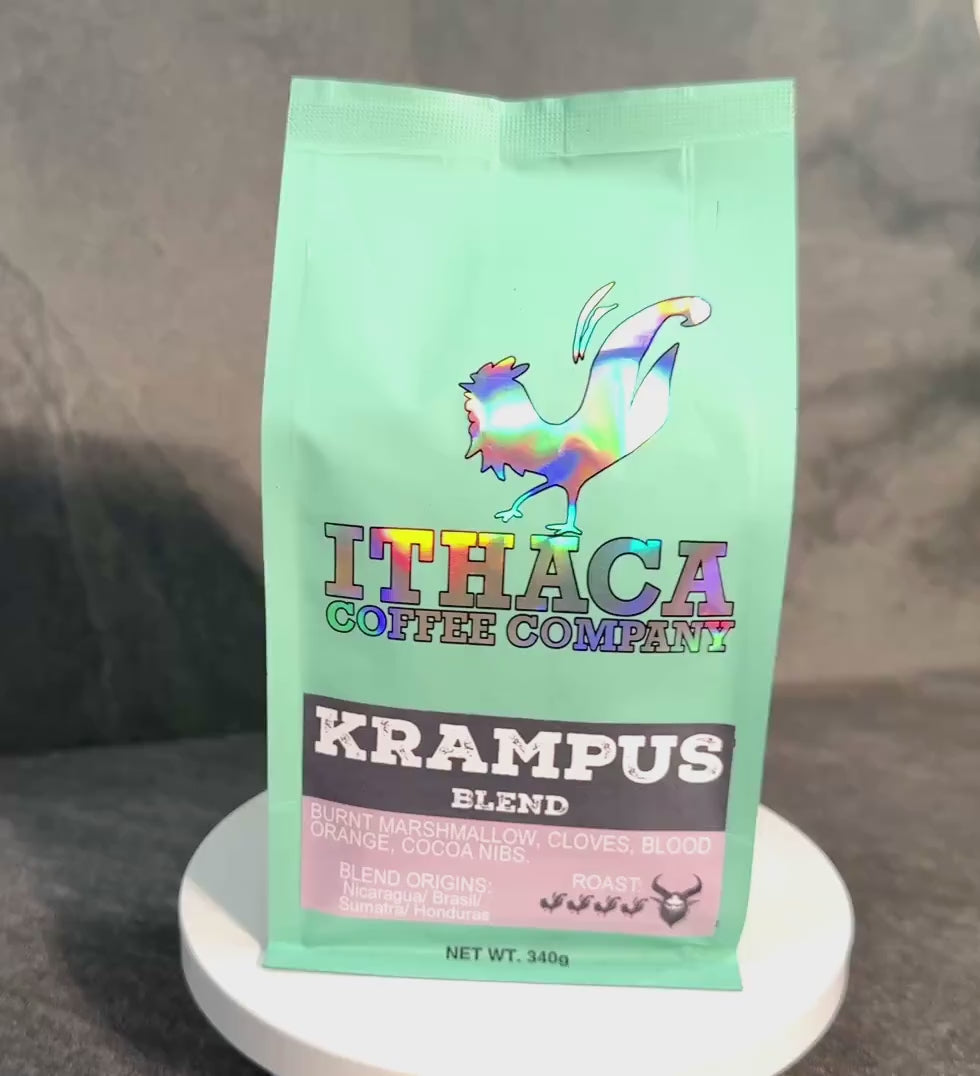 ITHACA
COFFEE COMPANY
KRAMPUS
BLEND
BURNT MARSHMALLOW, CLOVES, BLOOD
ORANGE, COCOA NIBS.
BLEND ORIGINS:
Nicaragua/ Brasil/
Sumatra/ Honduras
ROAST:
NET WT. 340g